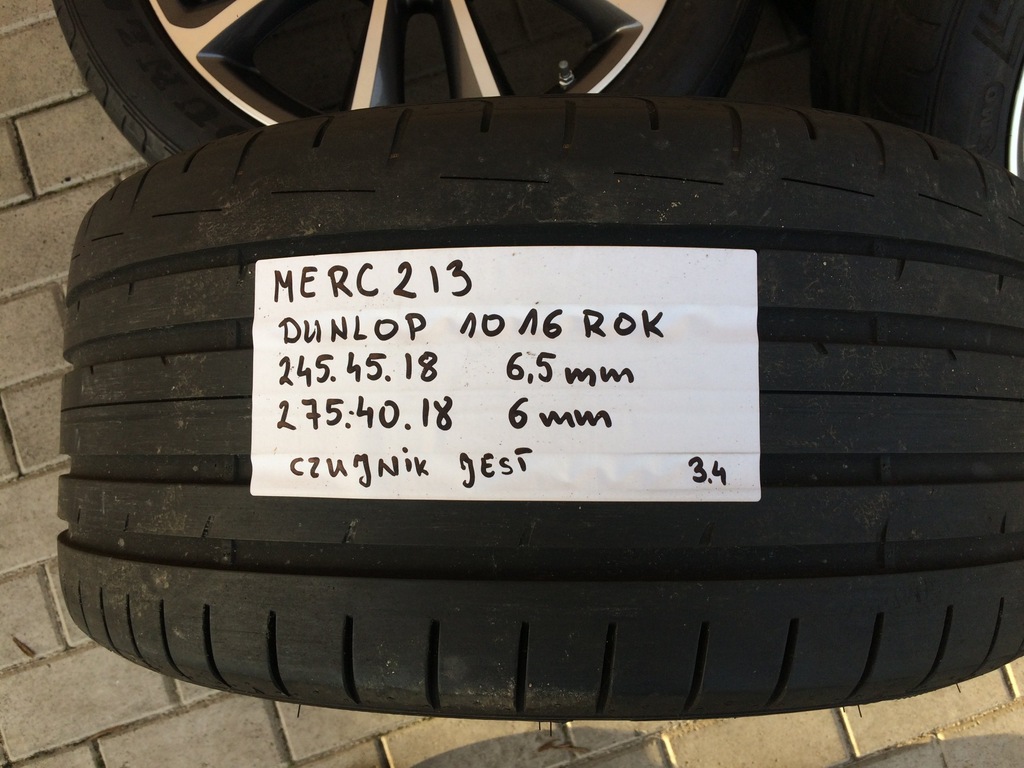 MERC 213
DUNLOP 10 16 ROK
245.45.18 6,5 mm
275.40.18 6 mm
CZUJNIK JEST 3.4